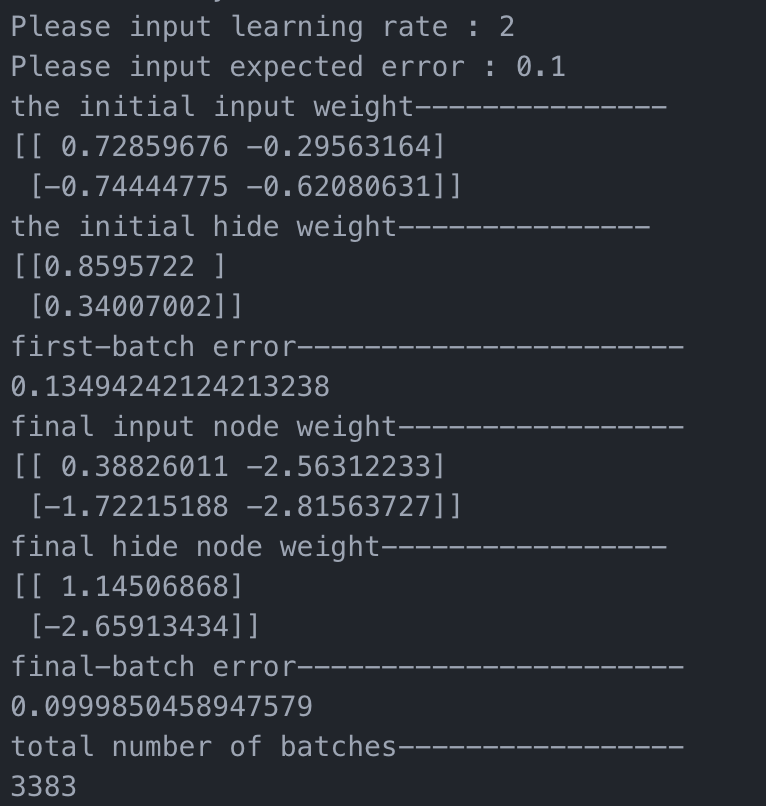 Please input learning rate : 2
Please input expected error : 0.1
the initial input weight---------------
[[ 0.72859676 -0.29563164]
 [-0.74444775 -0.62080631]]
the initial hide weight---------------
[[0.8595722 ]
 [0.34007002]]
first-batch error-----------------------
0.13494242124213238
final input node weight-----------------
[[ 0.38826011 -2.56312233]
 [-1.72215188 -2.81563727]]
final hide node weight-----------------
[[ 1.14506868]
 [-2.65913434]]
final-batch error-----------------------
0.0999850458947579
total number of batches-----------------
3383